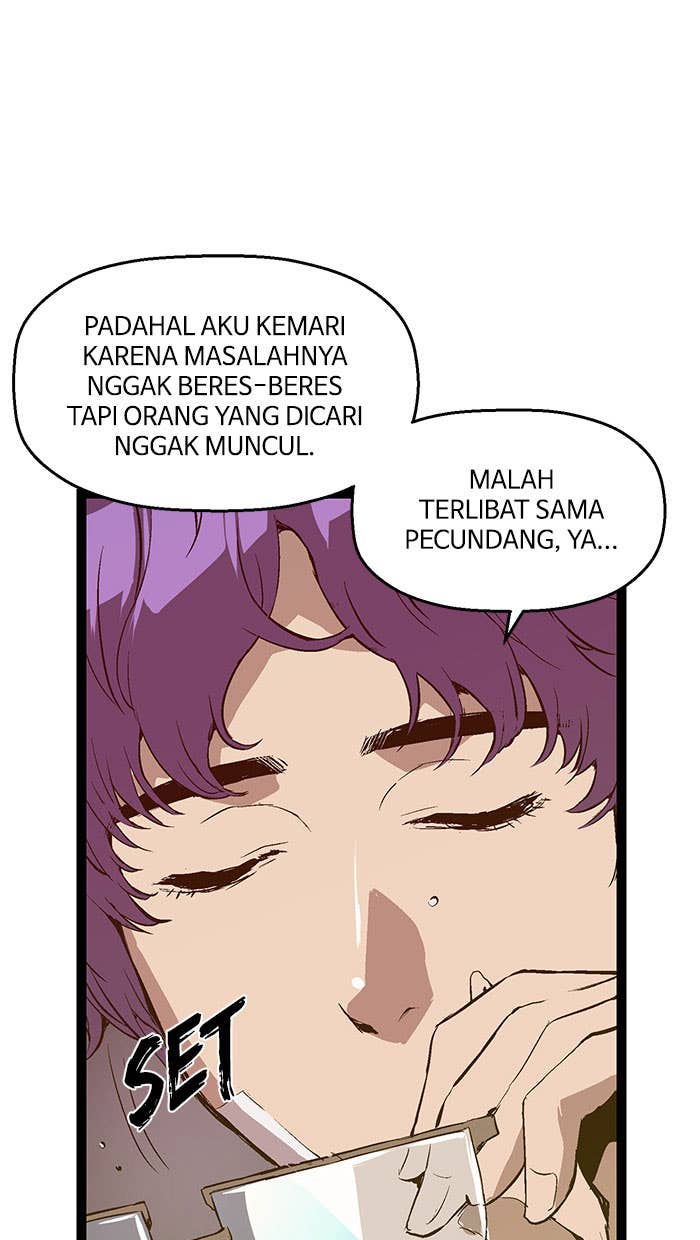 PADAHAL AKU KEMARI
KARENA MASALAHNYA
NGGAK BERES-BERES
TAPI ORANG YANG DICARI
NGGAK MUNCUL.
MALAH
TERLIBAT SAMA
PECUNDANG, YA...
SET